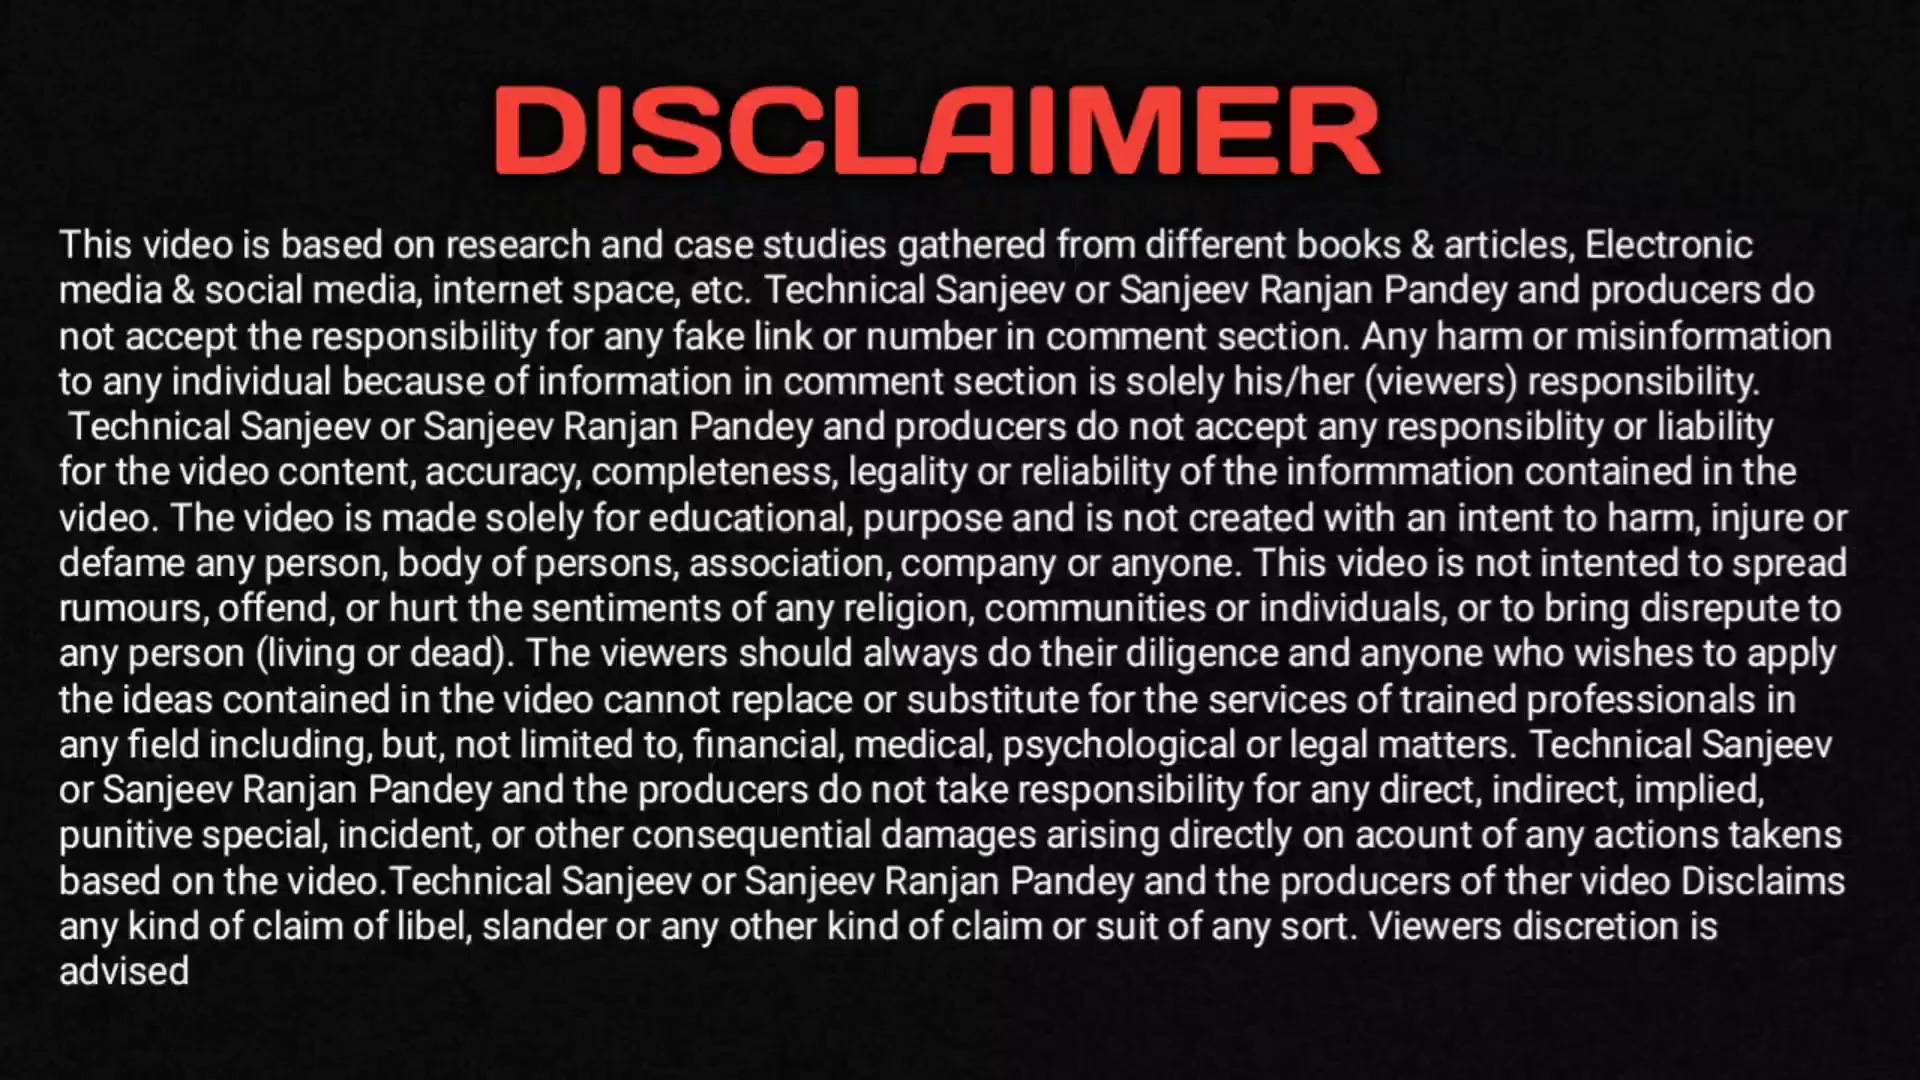 DISCLAIMER
This video is based on research and case studies gathered from different books & articles, Electronic
media & social media, internet space, etc. Technical Sanjeev or Sanjeev Ranjan Pandey and producers do
not accept the responsibility for any fake link or number in comment section. Any harm or misinformation
to any individual because of information in comment section is solely his/her (viewers) responsibility.
Technical Sanjeev or Sanjeev Ranjan Pandey and producers do not accept any responsiblity or liability
for the video content, accuracy, completeness, legality or reliability of the informmation contained in the
video. The video is made solely for educational, purpose and is not created with an intent to harm, injure or
defame any person, body of persons, association, company or anyone. This video is not intented to spread
rumours, offend, or hurt the sentiments of any religion, communities or individuals, or to bring disrepute to
any person (living or dead). The viewers should always do their diligence and anyone who wishes to apply
the ideas contained in the video cannot replace or substitute for the services of trained professionals in
any field including, but, not limited to, financial, medical, psychological or legal matters. Technical Sanjeev
or Sanjeev Ranjan Pandey and the producers do not take responsibility for any direct, indirect, implied,
punitive special, incident, or other consequential damages arising directly on acount of any actions takens
based on the video.Technical Sanjeev or Sanjeev Ranjan Pandey and the producers of ther video Disclaims
any kind of claim of libel, slander or any other kind of claim or suit of any sort. Viewers discretion is
advised